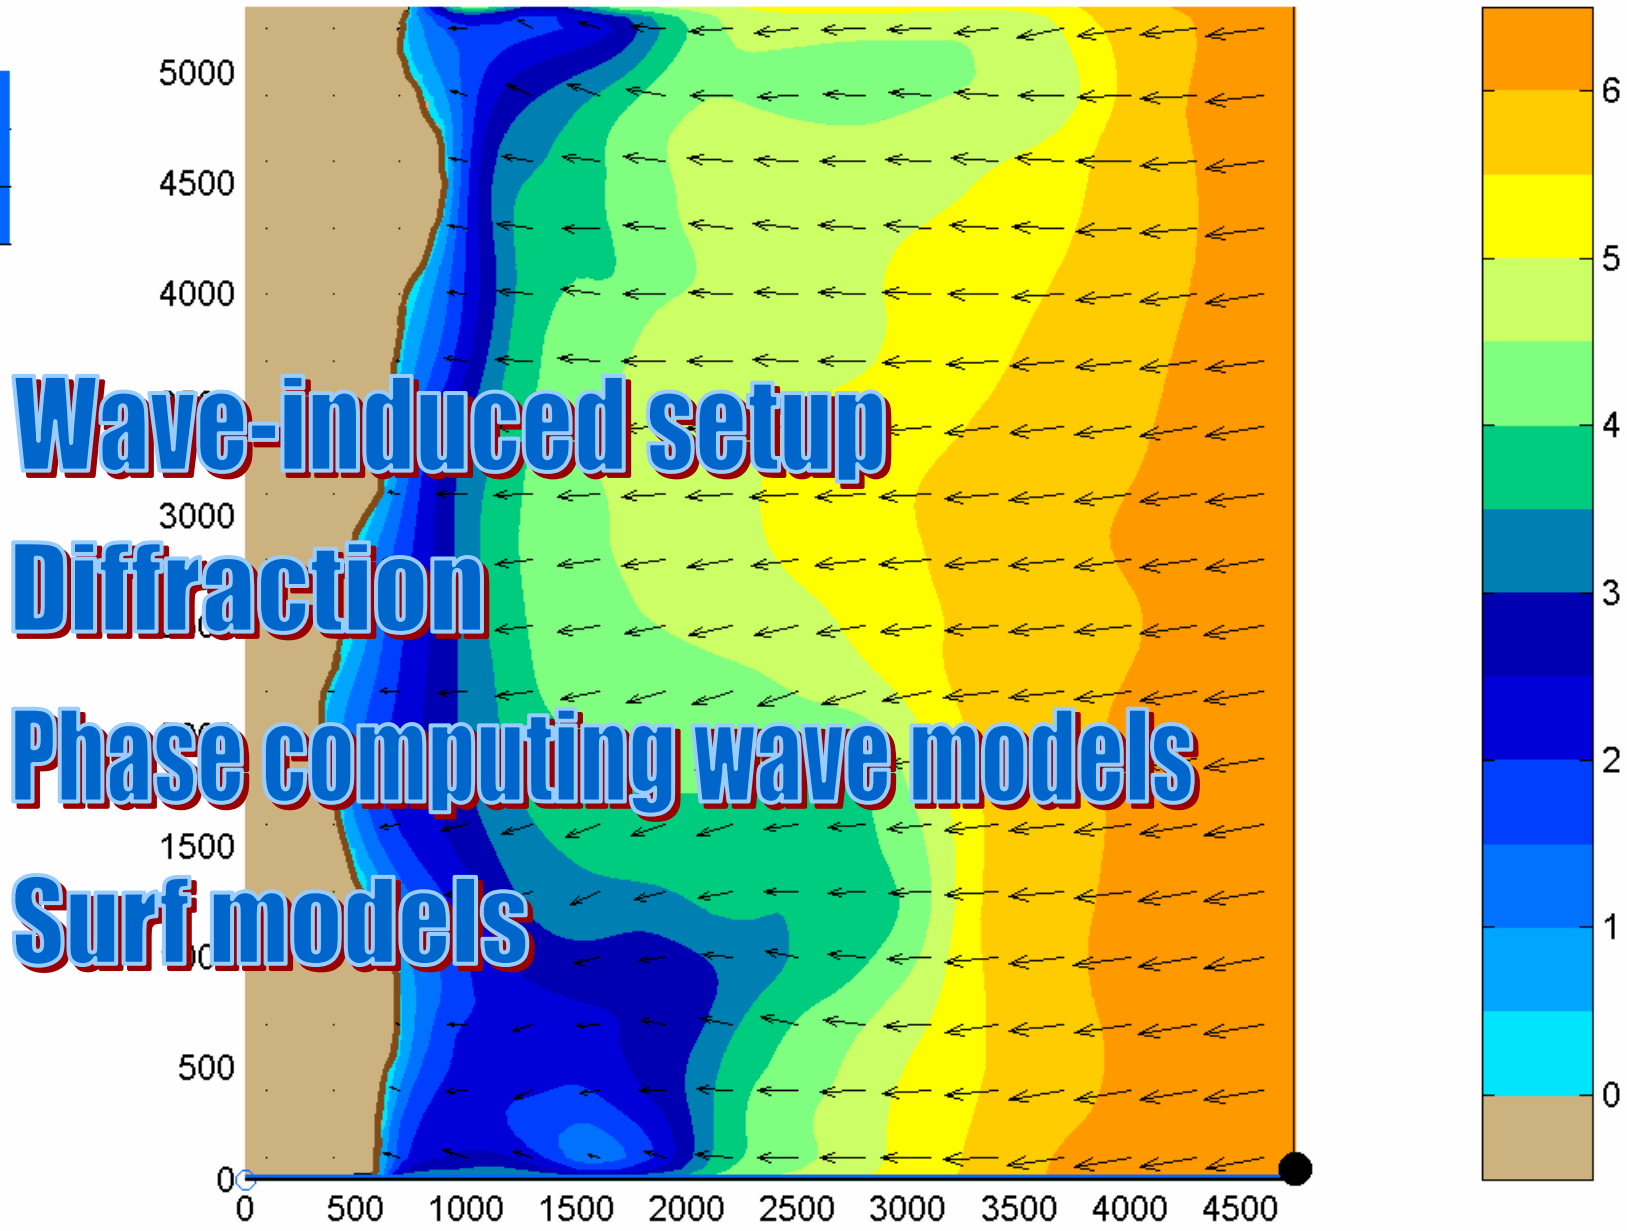 5000
4500
4000
Wave-induced setup
3000
Diffraction
Phase computing wave models
1500
Surf models
500
0
0 500 1000 1500 2000 2500 3000 3500 4000 4500
6
5
4
3
2
1
0